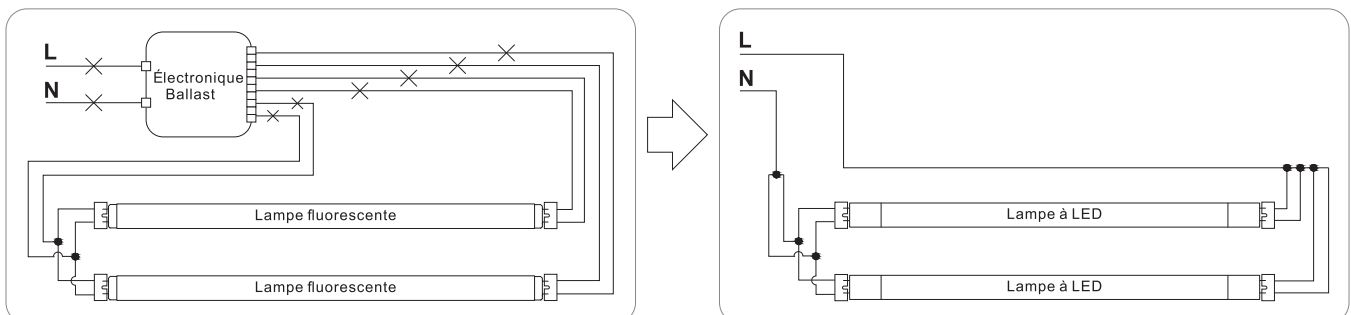 L
N
Électronique
Ballast
Lampe fluorescente
Lampe fluorescente
L
N
Lampe à LED
Lampe à LED